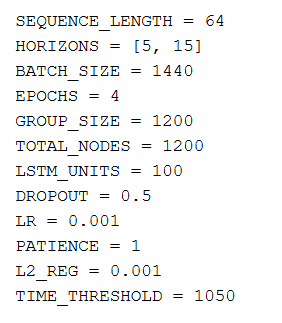 SEQUENCE_LENGTH = 64
HORIZONS = [5, 15]
BATCH_SIZE = 1440
EPOCHS = 4
GROUP_SIZE = 1200
TOTAL_NODES = 1200
LSTM_UNITS = 100
DROPOUT = 0.5
LR = 0.001
PATIENCE = 1
L2_REG = 0.001
TIME_THRESHOLD = 1050